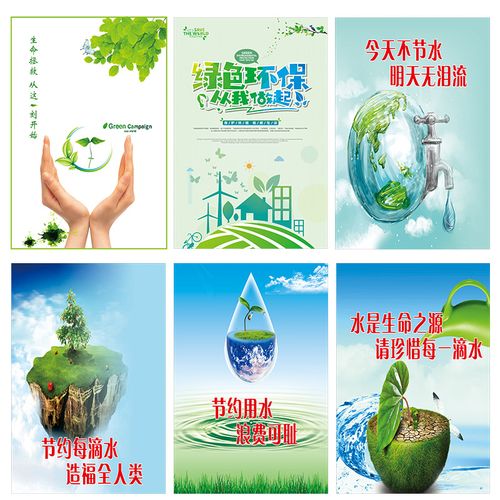 生命拯救 从这一刻开始
Green Campaign
SAVE
THE WORLD
GREEN
绿色环保
从我做起
今天不节水
明天无泪流
节约每滴水
造福全人类
节约用水
浪费可耻
水是生命之源
请珍惜每一滴水